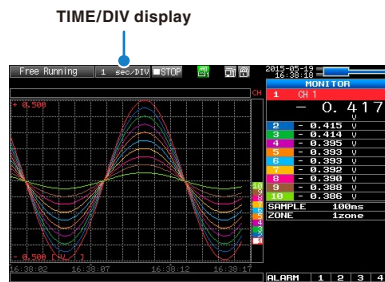 TIME/DIV display
Free Running 1 sec/DIV STOP
2015-05-19
16:38:18
CH
MONITOR
1 CH 1
- 0.417
V
2 - 0.415 V
3 - 0.414 V
4 - 0.395 V
5 - 0.393 V
6 - 0.393 V
7 - 0.392 V
8 - 0.390 V
9 - 0.388 V
10 - 0.386 V
SAMPLE 100ms
ZONE 1zone
+ 0.500
- 0.500 [ V / ]
16:38:02 16:38:07 16:38:12 16:38:17
ALARM 1 2 3 4